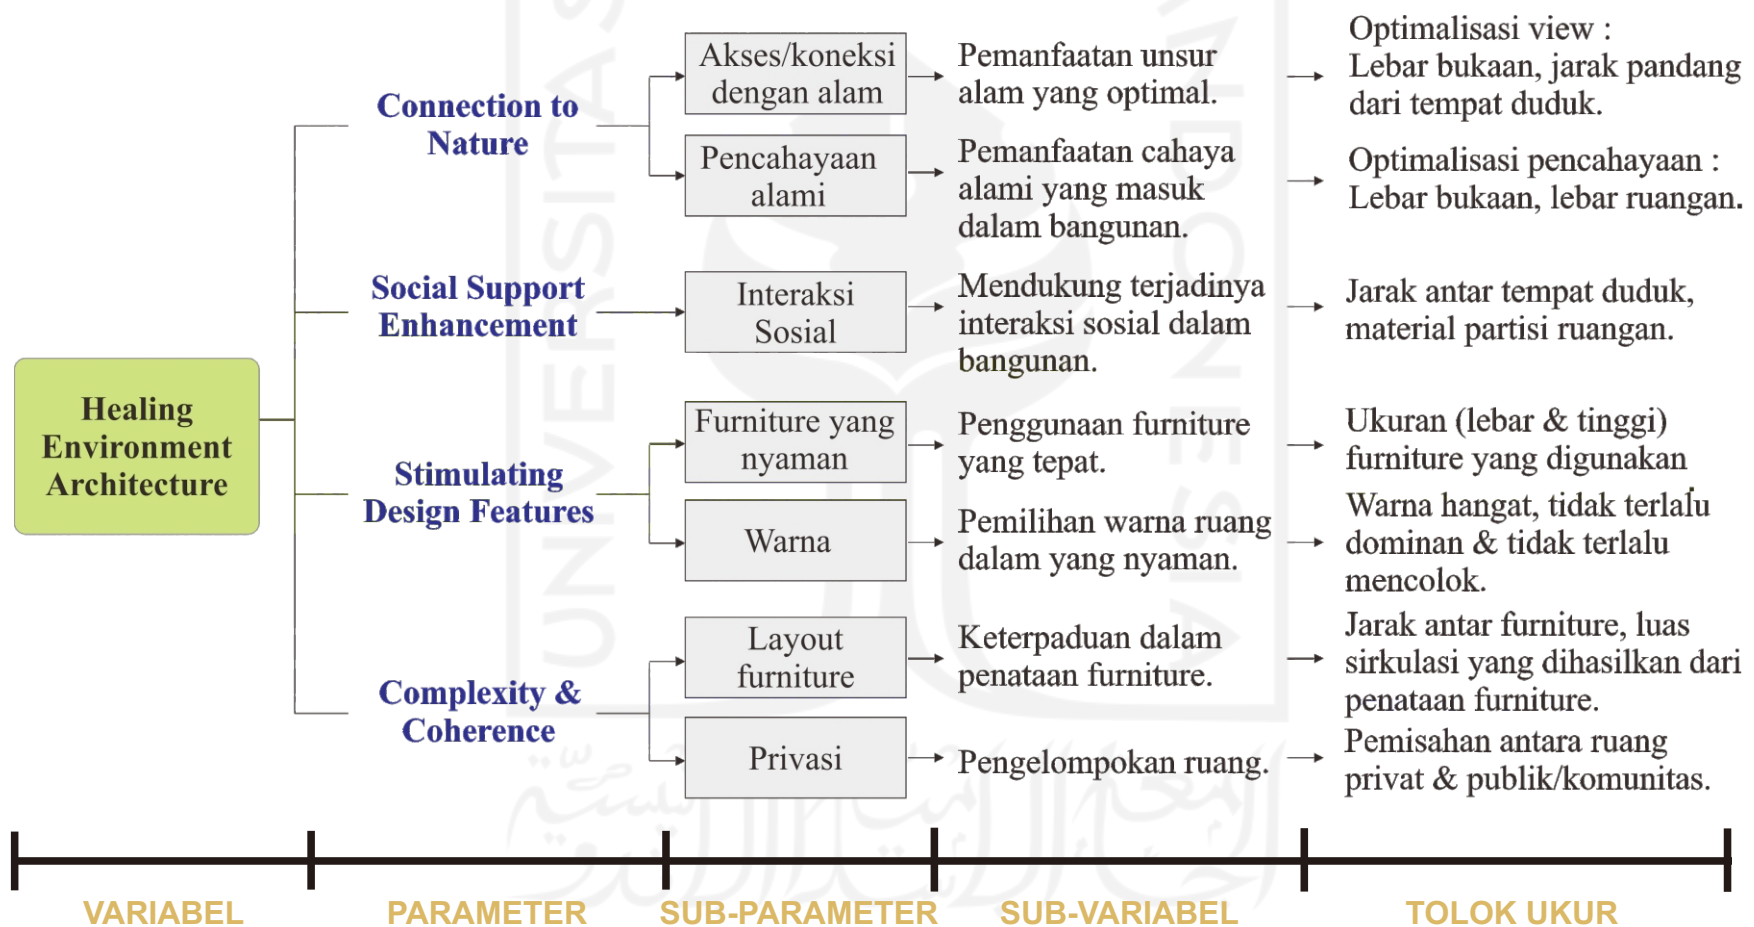 Healing
Environment
Architecture
Connection to
Nature
Akses/koneksi
dengan alam
Pemanfaatan unsur
alam yang optimal.
Optimalisasi view :
Lebar bukaan, jarak pandang
dari tempat duduk.
Pencahayaan
alami
Pemanfaatan cahaya
alami yang masuk
dalam bangunan.
Optimalisasi pencahayaan :
Lebar bukaan, lebar ruangan.
Social Support
Enhancement
Interaksi
Sosial
Mendukung terjadinya
interaksi sosial dalam
bangunan.
Jarak antar tempat duduk,
material partisi ruangan.
Stimulating
Design Features
Furniture yang
nyaman
Penggunaan furniture
yang tepat.
Ukuran (lebar & tinggi)
furniture yang digunakan
.
Warna
Pemilihan warna ruang
dalam yang nyaman.
Warna hangat, tidak terlalu
dominan & tidak terlalu
mencolok.
Complexity &
Coherence
Layout
furniture
Keterpaduan dalam
penataan furniture.
Jarak antar furniture, luas
sirkulasi yang dihasilkan dari
penataan furniture.
Privasi
Pengelompokan ruang.
Pemisahan antara ruang
privat & publik/komunitas.
VARIABEL
PARAMETER
SUB-PARAMETER
SUB-VARIABEL
TOLOK UKUR
UNIVERSITAS
INDONESIA